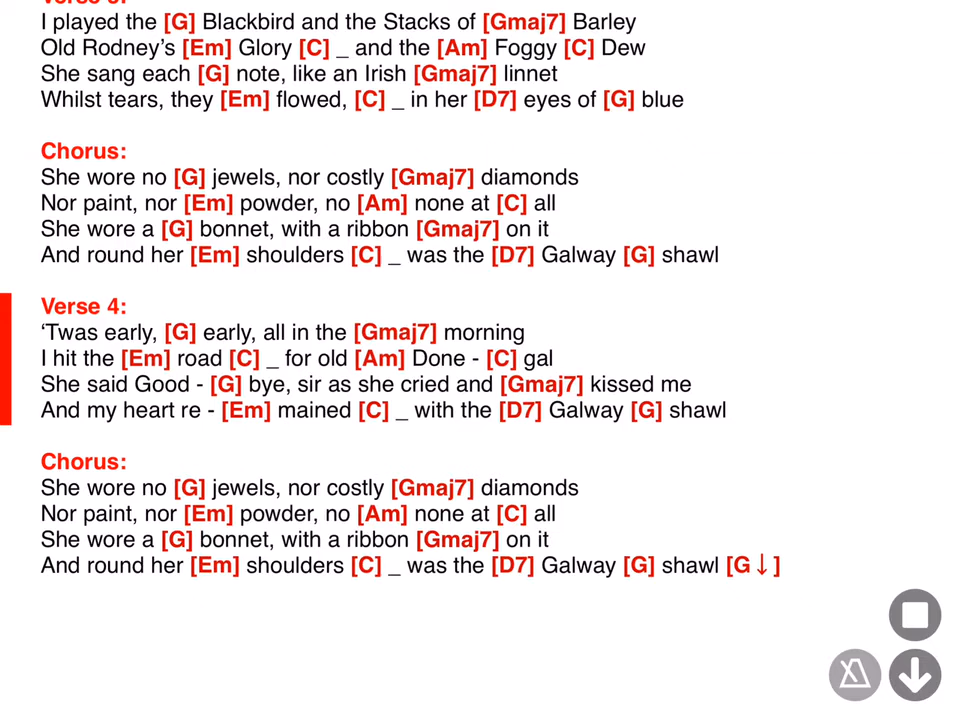 Verse 3:
I played the [G] Blackbird and the Stacks of [Gmaj7] Barley
Old Rodney’s [Em] Glory [C] _ and the [Am] Foggy [C] Dew
She sang each [G] note, like an Irish [Gmaj7] linnet
Whilst tears, they [Em] flowed, [C] _ in her [D7] eyes of [G] blue
Chorus:
She wore no [G] jewels, nor costly [Gmaj7] diamonds
Nor paint, nor [Em] powder, no [Am] none at [C] all
She wore a [G] bonnet, with a ribbon [Gmaj7] on it
And round her [Em] shoulders [C] _ was the [D7] Galway [G] shawl
Verse 4:
‘Twas early, [G] early, all in the [Gmaj7] morning
I hit the [Em] road [C] _ for old [Am] Done - [C] gal
She said Good - [G] bye, sir as she cried and [Gmaj7] kissed me
And my heart re - [Em] mained [C] _ with the [D7] Galway [G] shawl
Chorus:
She wore no [G] jewels, nor costly [Gmaj7] diamonds
Nor paint, nor [Em] powder, no [Am] none at [C] all
She wore a [G] bonnet, with a ribbon [Gmaj7] on it
And round her [Em] shoulders [C] _ was the [D7] Galway [G] shawl [G↓]